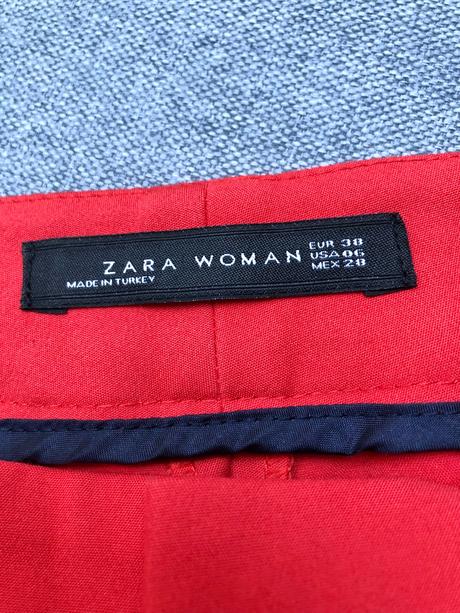 ZARA WOMAN
MADE IN TURKEY
EUR 38
USA 06
MEX 28